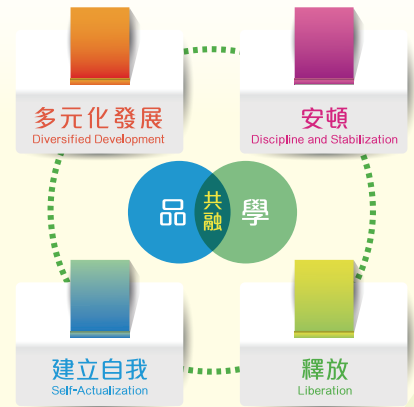 多元化發展
Diversified Development
安頓
Discipline and Stabilization
品
共融
學
建立自我
Self-Actualization
釋放
Liberation